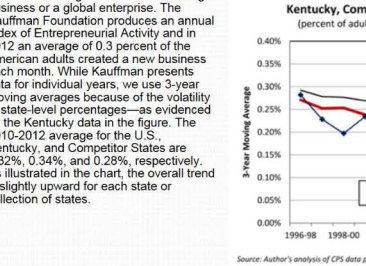 business or a global enterprise. The
Kauffman Foundation produces an annual
Index of Entrepreneurial Activity and in
2012 an average of 0.3 percent of the
American adults created a new business
each month. While Kauffman presents
data for individual years, we use 3-year
moving averages because of the volatility
state-level percentages—as evidenced
the Kentucky data in the figure. The
2010-2012 average for the U.S.,
Kentucky, and Competitor States are
0.32%, 0.34%, and 0.28%, respectively.
As illustrated in the chart, the overall trend
slightly upward for each state or
collection of states.
Kentucky, Com
(percent of adul
3-Year Moving Average
0.40%
0.35%
0.30%
0.25%
0.20%
0.15%
0.10%
0.05%
0.00%
1996-98 1998-00
Source: Author's analysis of CPS data p